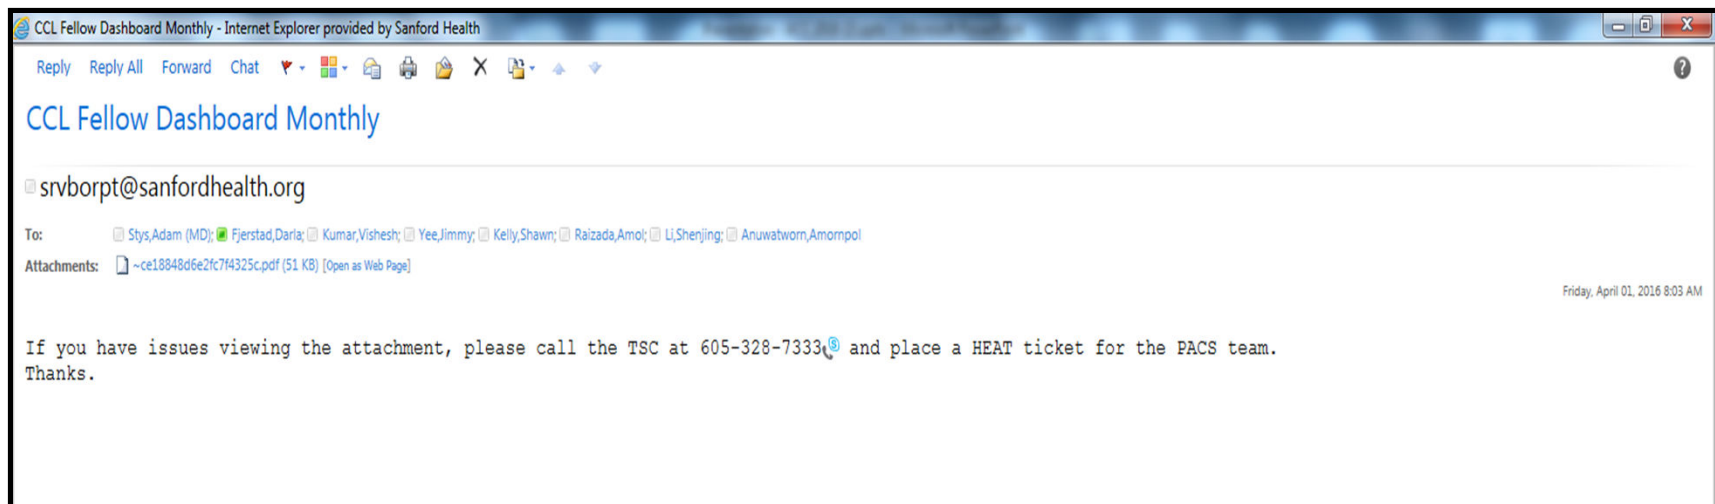 CCL Fellow Dashboard Monthly - Internet Explorer provided by Sanford Health
Reply Reply All Forward Chat
CCL Fellow Dashboard Monthly
srvborpt@sanfordhealth.org
To: Stys,Adam (MD); Fjerstad,Darla; Kumar,Vishesh; Yee,Jimmy; Kelly,Shawn; Raizada,Amol; Li,Shenjing; Anuwatworn,Amornpol
Attachments: ~ce18848d6e2fc7f4325c.pdf (51 KB) [Open as Web Page]
Friday, April 01, 2016 8:03 AM
If you have issues viewing the attachment, please call the TSC at 605-328-7333 and place a HEAT ticket for the PACS team.
Thanks.